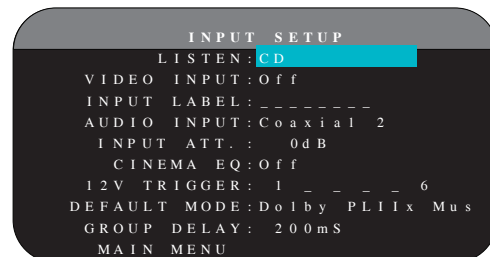 INPUT SETUP
LISTEN:CD
VIDEO INPUT:Off
INPUT LABEL:________
AUDIO INPUT:Coaxial 2
INPUT ATT. : 0dB
CINEMA EQ:Off
12V TRIGGER: 1 _ _ _ _ 6
DEFAULT MODE:Dolby PLIIx Mus
GROUP DELAY: 200mS
MAIN MENU